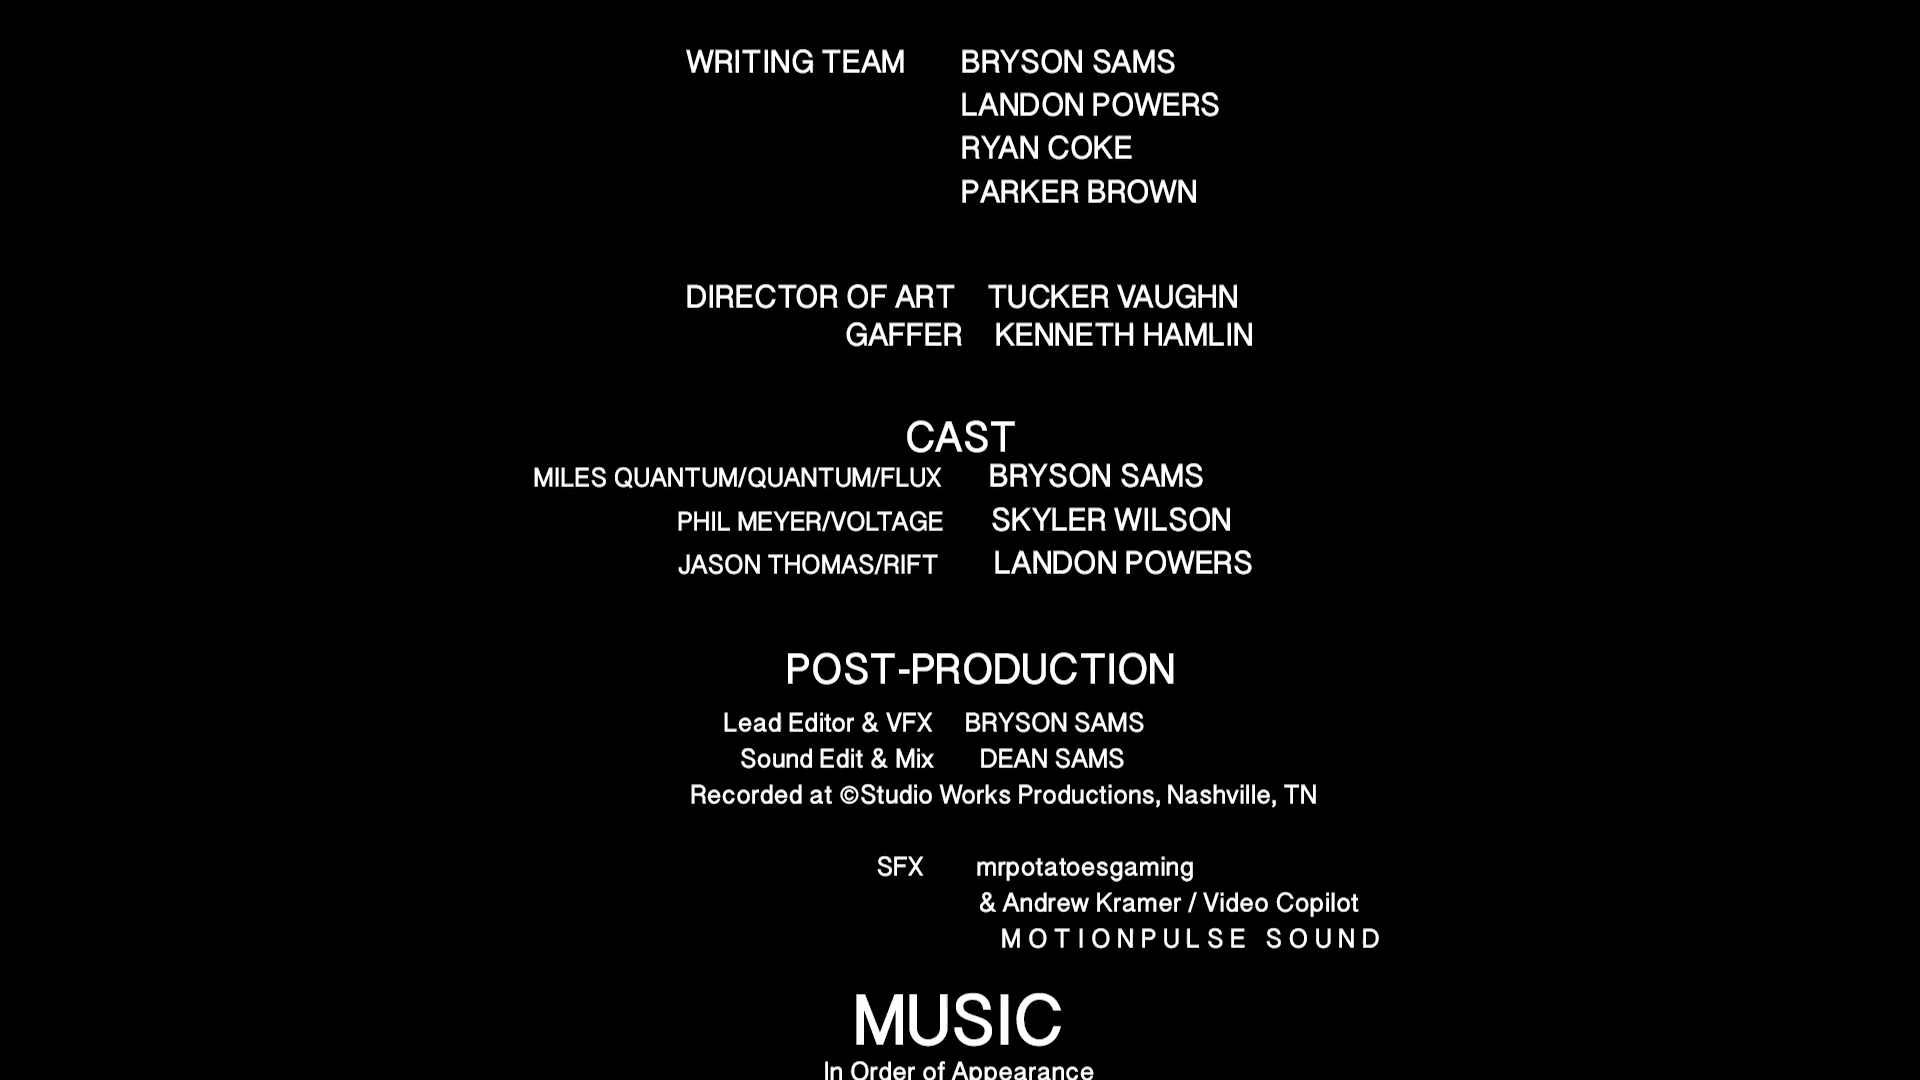 WRITING TEAM BRYSON SAMS
LANDON POWERS
RYAN COKE
PARKER BROWN
DIRECTOR OF ART TUCKER VAUGHN
GAFFER KENNETH HAMLIN
CAST
MILES QUANTUM/QUANTUM/FLUX BRYSON SAMS
PHIL MEYER/VOLTAGE SKYLER WILSON
JASON THOMAS/RIFT LANDON POWERS
POST-PRODUCTION
Lead Editor & VFX BRYSON SAMS
Sound Edit & Mix DEAN SAMS
Recorded at ©Studio Works Productions, Nashville, TN
SFX mrpotatoesgaming
& Andrew Kramer / Video Copilot
MOTIONPULSE SOUND
MUSIC
In Order of Appearance